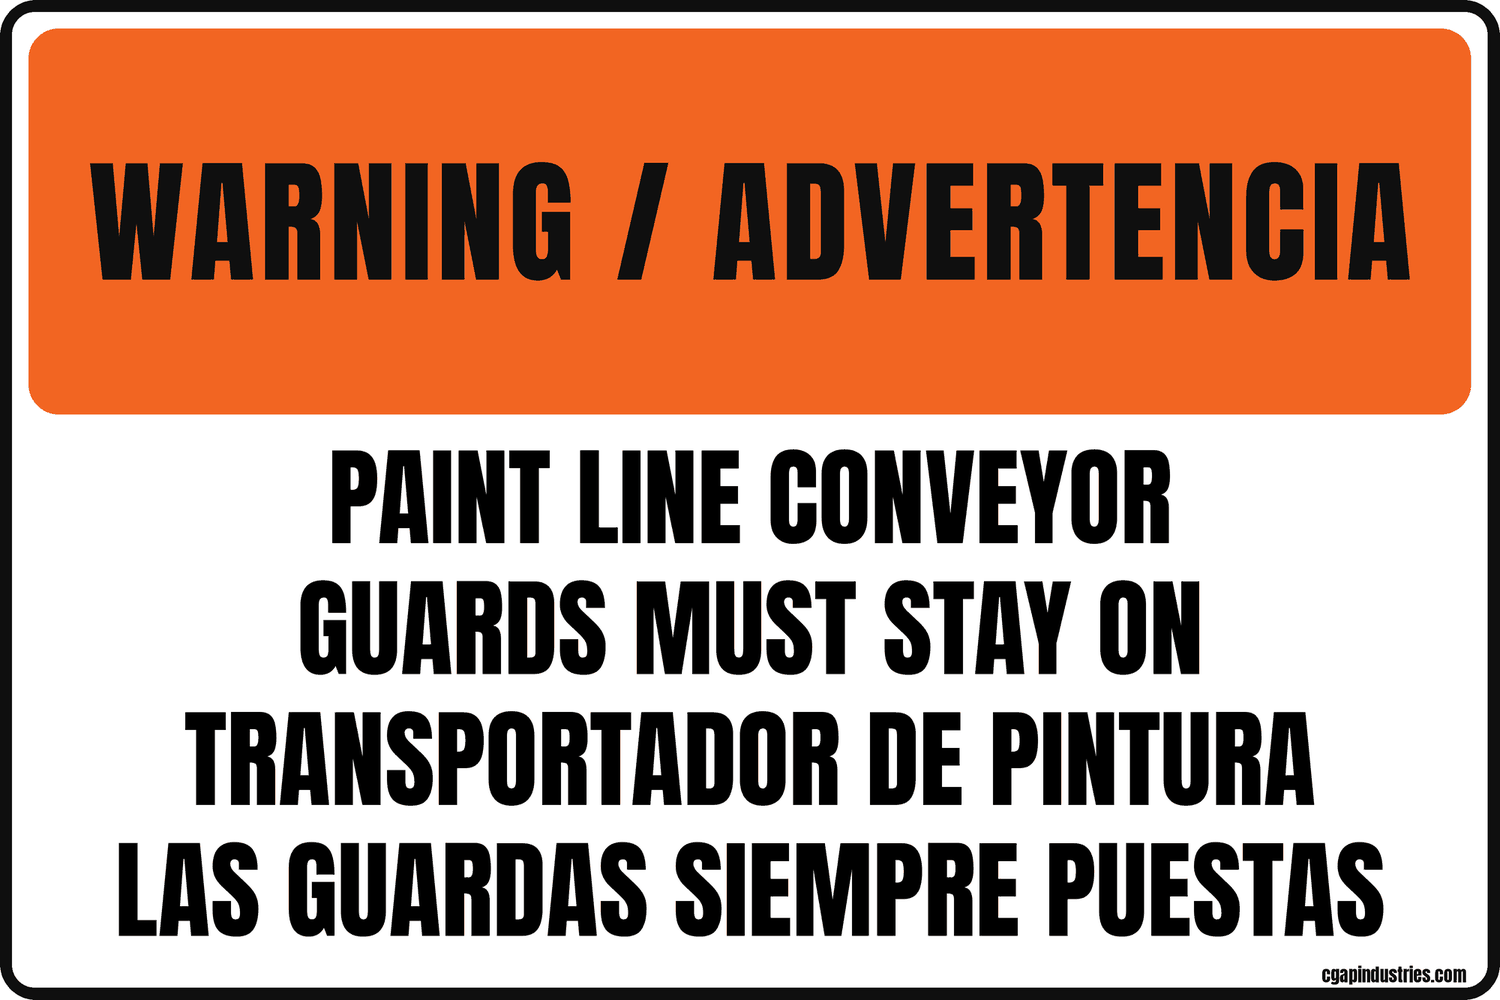 WARNING / ADVERTENCIA
PAINT LINE CONVEYOR
GUARDS MUST STAY ON
TRANSPORTADOR DE PINTURA
LAS GUARDAS SIEMPRE PUESTAS
cgapindustries.com